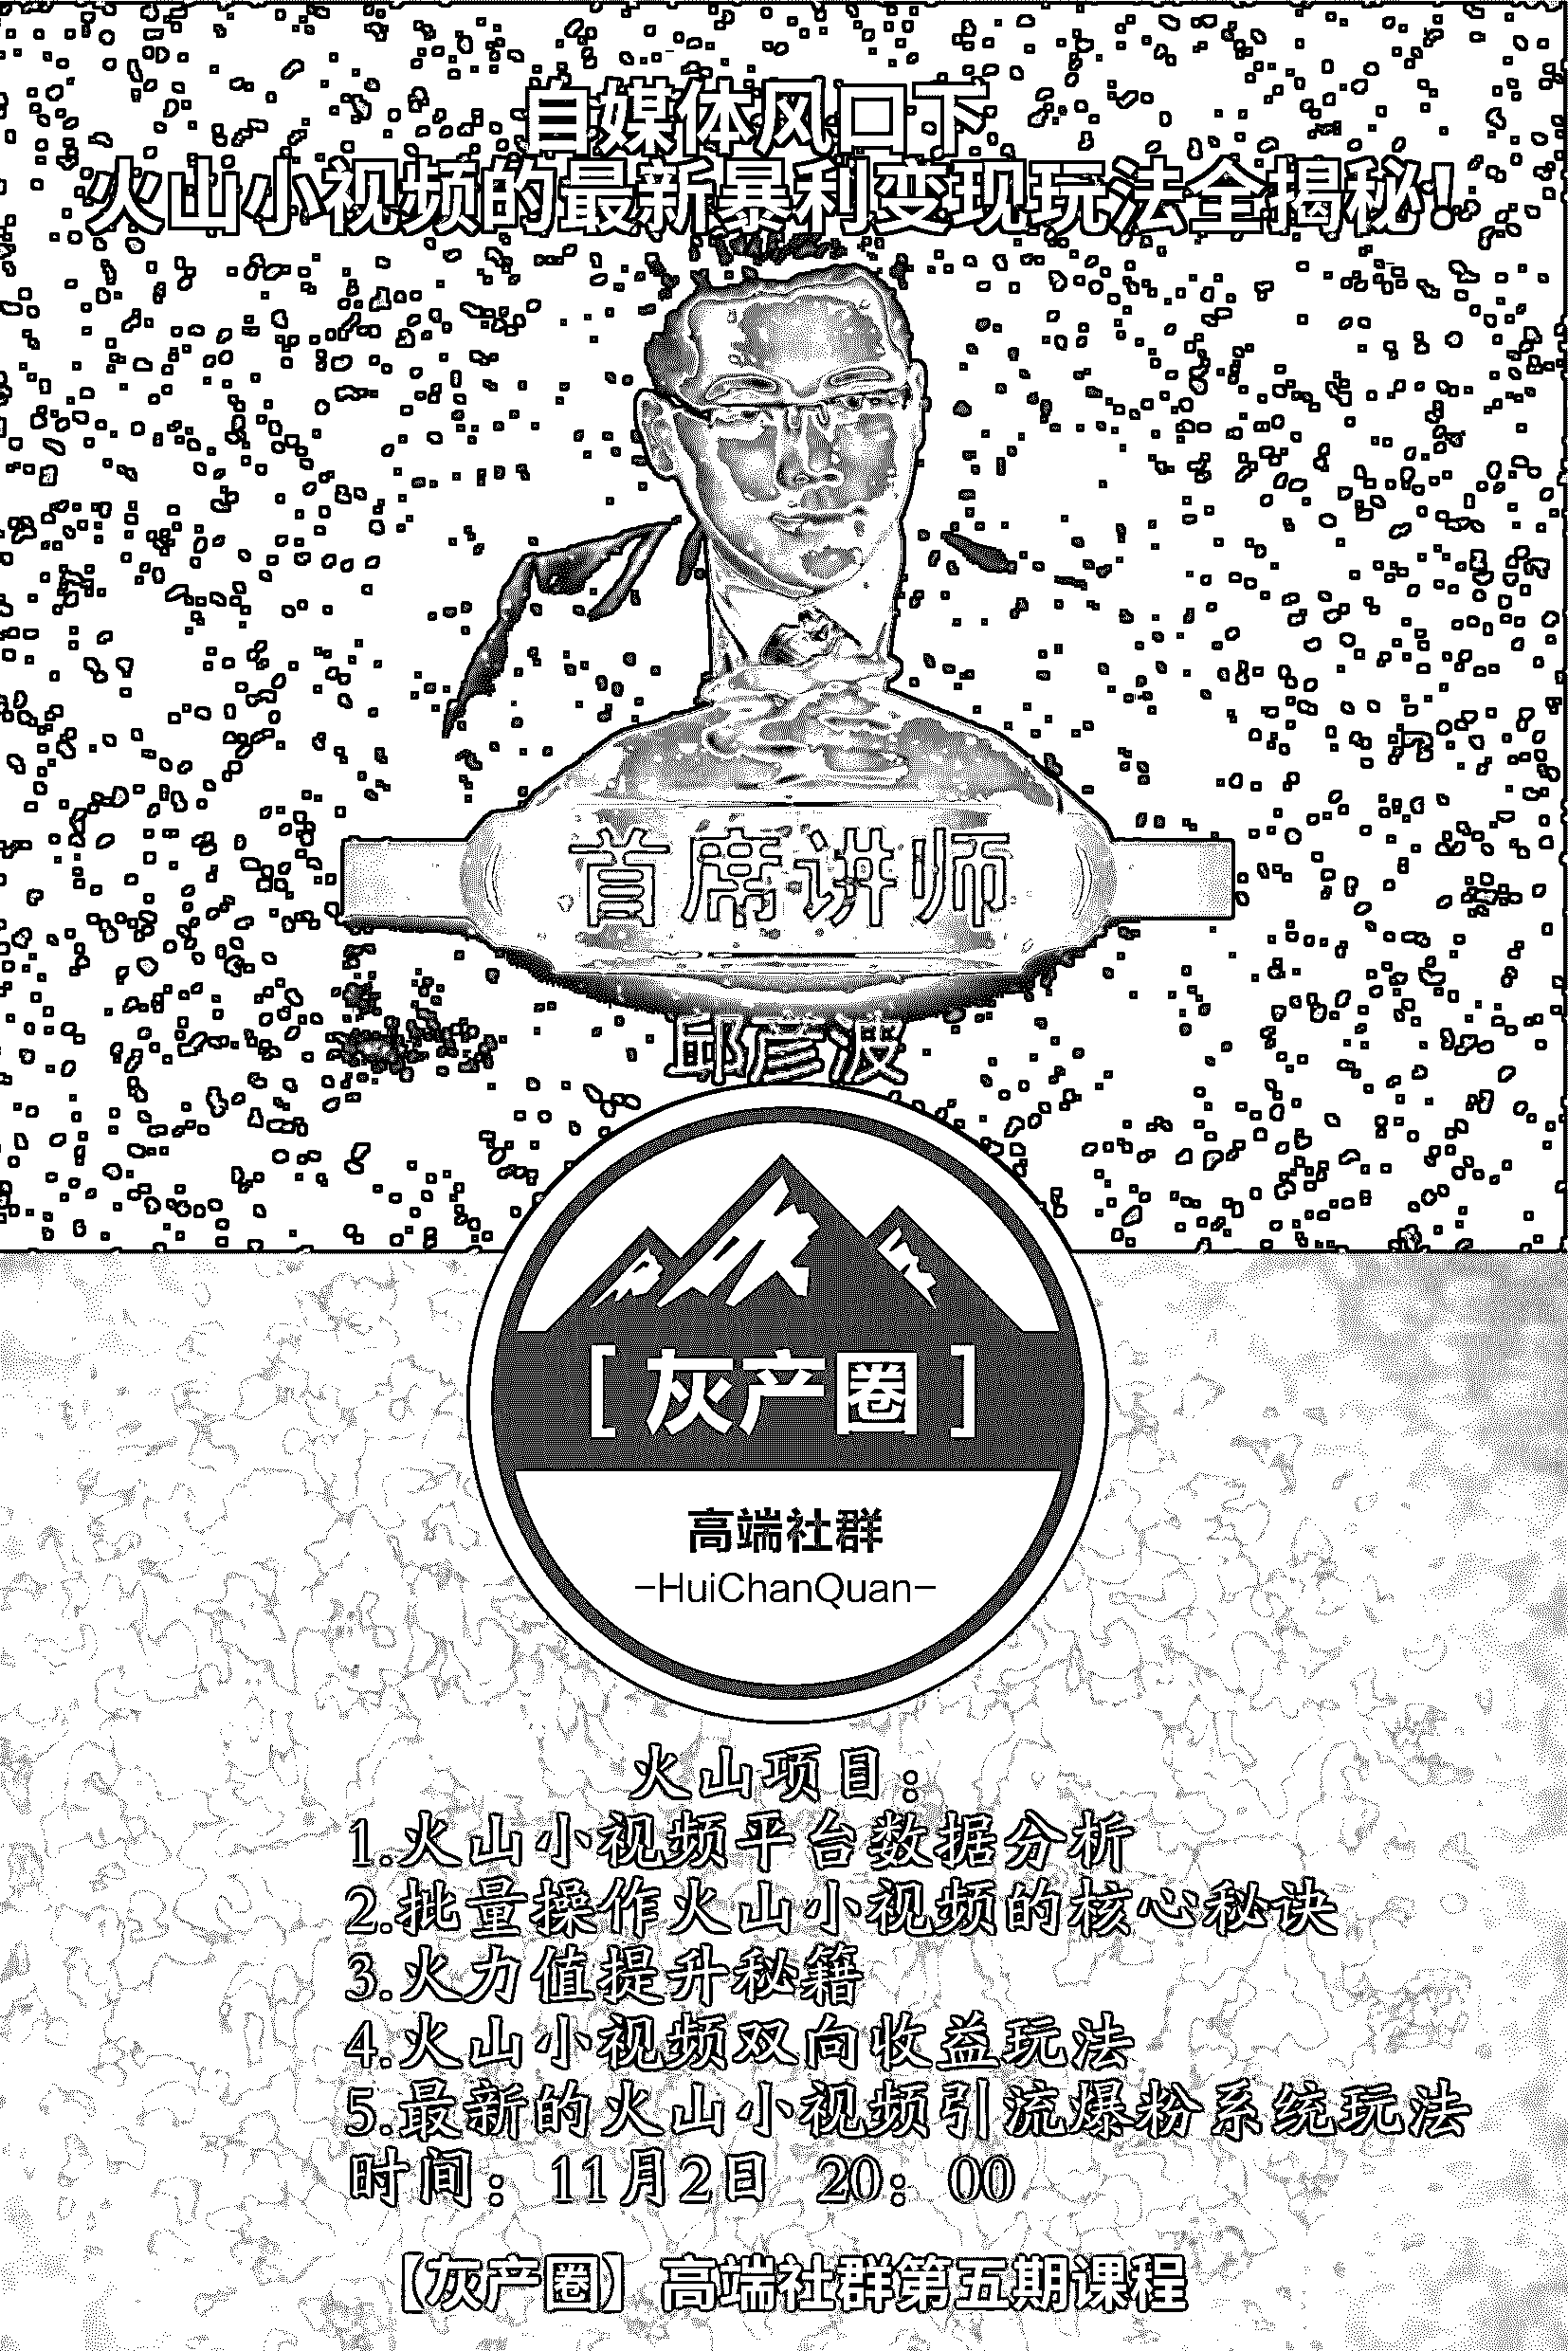 自媒体风口下
火山小视频的最新暴利变现玩法全揭秘！
首席讲师
邱彦波
[灰产圈]
高端社群
-HuiChanQuan-
火山项目：
1.火山小视频平台数据分析
2.批量操作火山小视频的核心秘诀
3.火力值提升秘籍
4.火山小视频双向收益玩法
5.最新的火山小视频引流爆粉系统玩法
时间：11月2日 20：00
【灰产圈】高端社群第五期课程